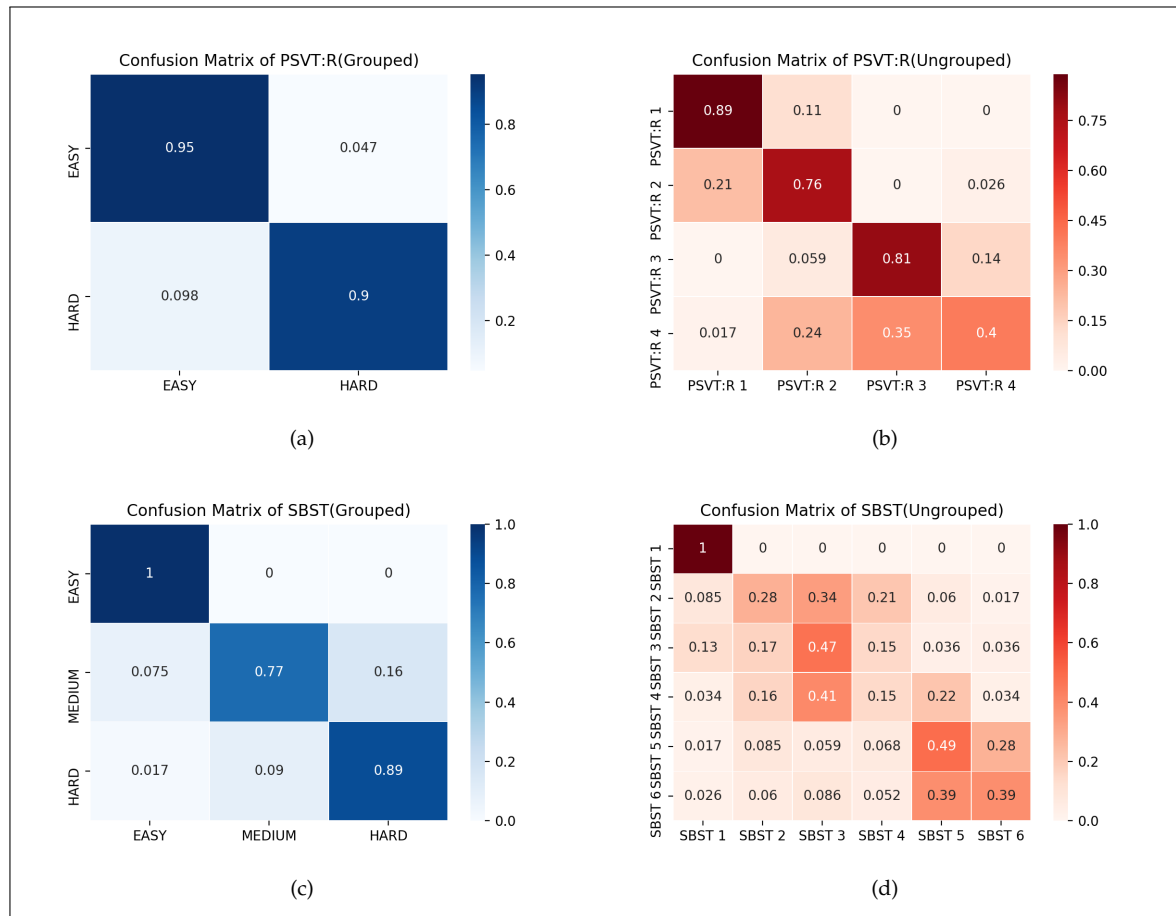 Confusion Matrix of PSVT:R(Grouped)
EASY
HARD
0.95 0.047
0.098 0.9
EASY HARD
0.8
0.6
0.4
0.2
(a)
Confusion Matrix of PSVT:R(Ungrouped)
PSVT:R 1
PSVT:R 2
PSVT:R 3
PSVT:R 4
0.89 0.11 0 0
0.21 0.76 0 0.026
0 0.059 0.81 0.14
0.017 0.24 0.35 0.4
PSVT:R 1 PSVT:R 2 PSVT:R 3 PSVT:R 4
0.75
0.60
0.45
0.30
0.15
0.00
(b)
Confusion Matrix of SBST(Grouped)
EASY
MEDIUM
HARD
1 0 0
0.075 0.77 0.16
0.017 0.09 0.89
EASY MEDIUM HARD
1.0
0.8
0.6
0.4
0.2
0.0
(c)
Confusion Matrix of SBST(Ungrouped)
SBST 1
SBST 2
SBST 3
SBST 4
SBST 5
SBST 6
1 0 0 0 0 0
0.085 0.28 0.34 0.21 0.06 0.017
0.13 0.17 0.47 0.15 0.036 0.036
0.034 0.16 0.41 0.15 0.22 0.034
0.017 0.085 0.059 0.068 0.49 0.28
0.026 0.06 0.086 0.052 0.39 0.39
SBST 1 SBST 2 SBST 3 SBST 4 SBST 5 SBST 6
1.0
0.8
0.6
0.4
0.2
0.0
(d)